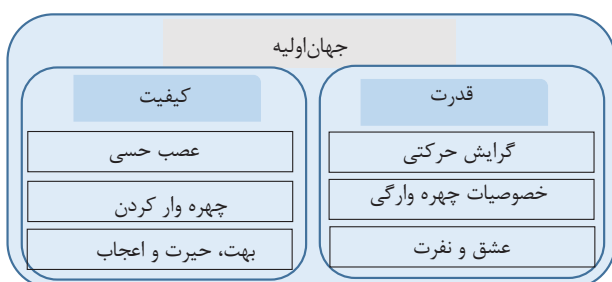 جهان‌اولیه
قدرت
گرایش حرکتی
خصوصیات چهره وارگی
عشق و نفرت
کیفیت
عصب حسی
چهره وار کردن
بهت، حیرت و اعجاب